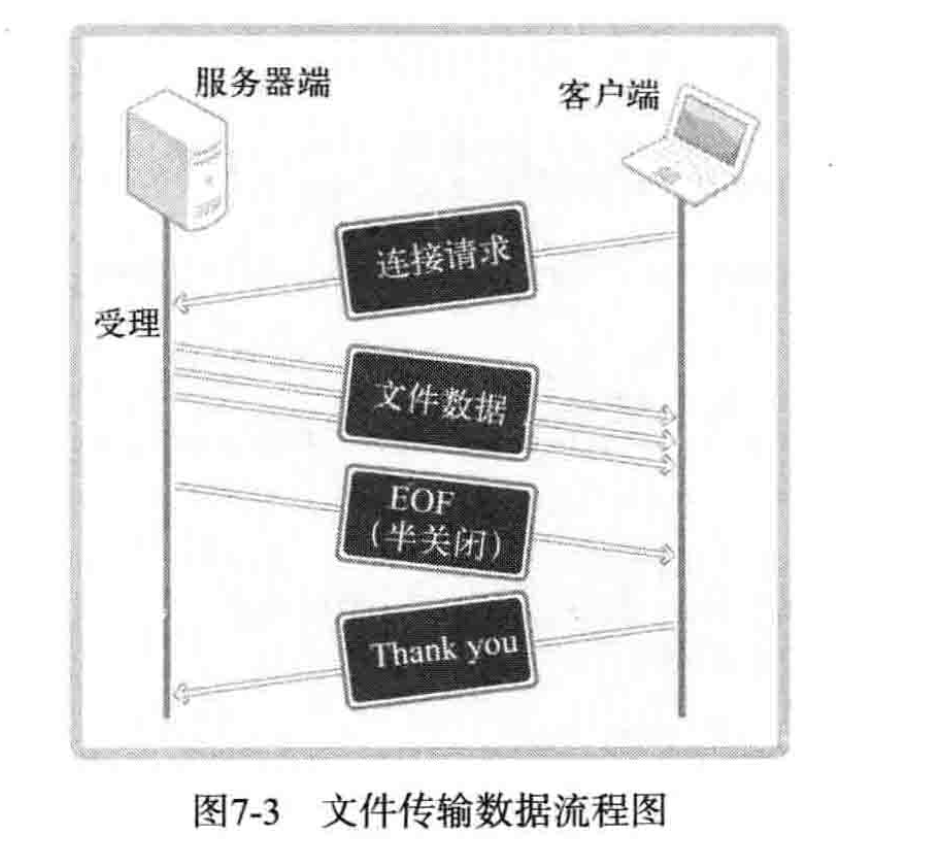 服务器端
客户端
连接请求
受理
文件数据
EOF
（半关闭）
Thank you
图7-3 文件传输数据流程图